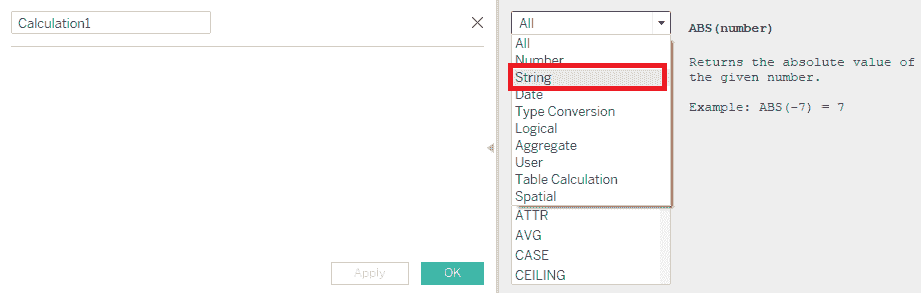 Calculation1
Apply
OK
All
All
Number
String
Date
Type Conversion
Logical
Aggregate
User
Table Calculation
Spatial
ATTR
AVG
CASE
CEILING
ABS(number)
Returns the absolute value of
the given number.
Example: ABS(-7) = 7